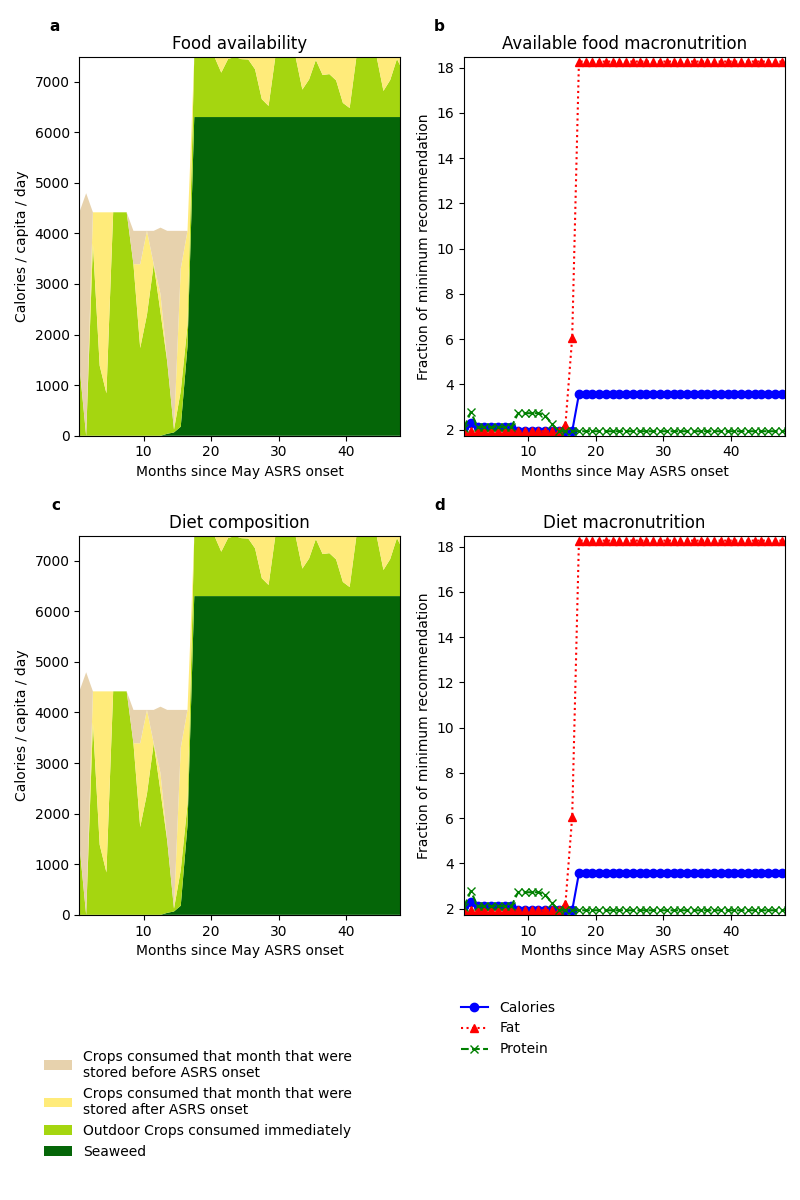 a
Food availability
7000
6000
5000
4000
3000
2000
1000
0
Calories / capita / day
10
20
30
40
Months since May ASRS onset
b
Available food macronutrition
18
16
14
12
10
8
6
4
2
Fraction of minimum recommendation
10
20
30
40
Months since May ASRS onset
c
Diet composition
7000
6000
5000
4000
3000
2000
1000
0
Calories / capita / day
10
20
30
40
Months since May ASRS onset
d
Diet macronutrition
18
16
14
12
10
8
6
4
2
Fraction of minimum recommendation
10
20
30
40
Months since May ASRS onset
Calories
Fat
Protein
Crops consumed that month that were
stored before ASRS onset
Crops consumed that month that were
stored after ASRS onset
Outdoor Crops consumed immediately
Seaweed